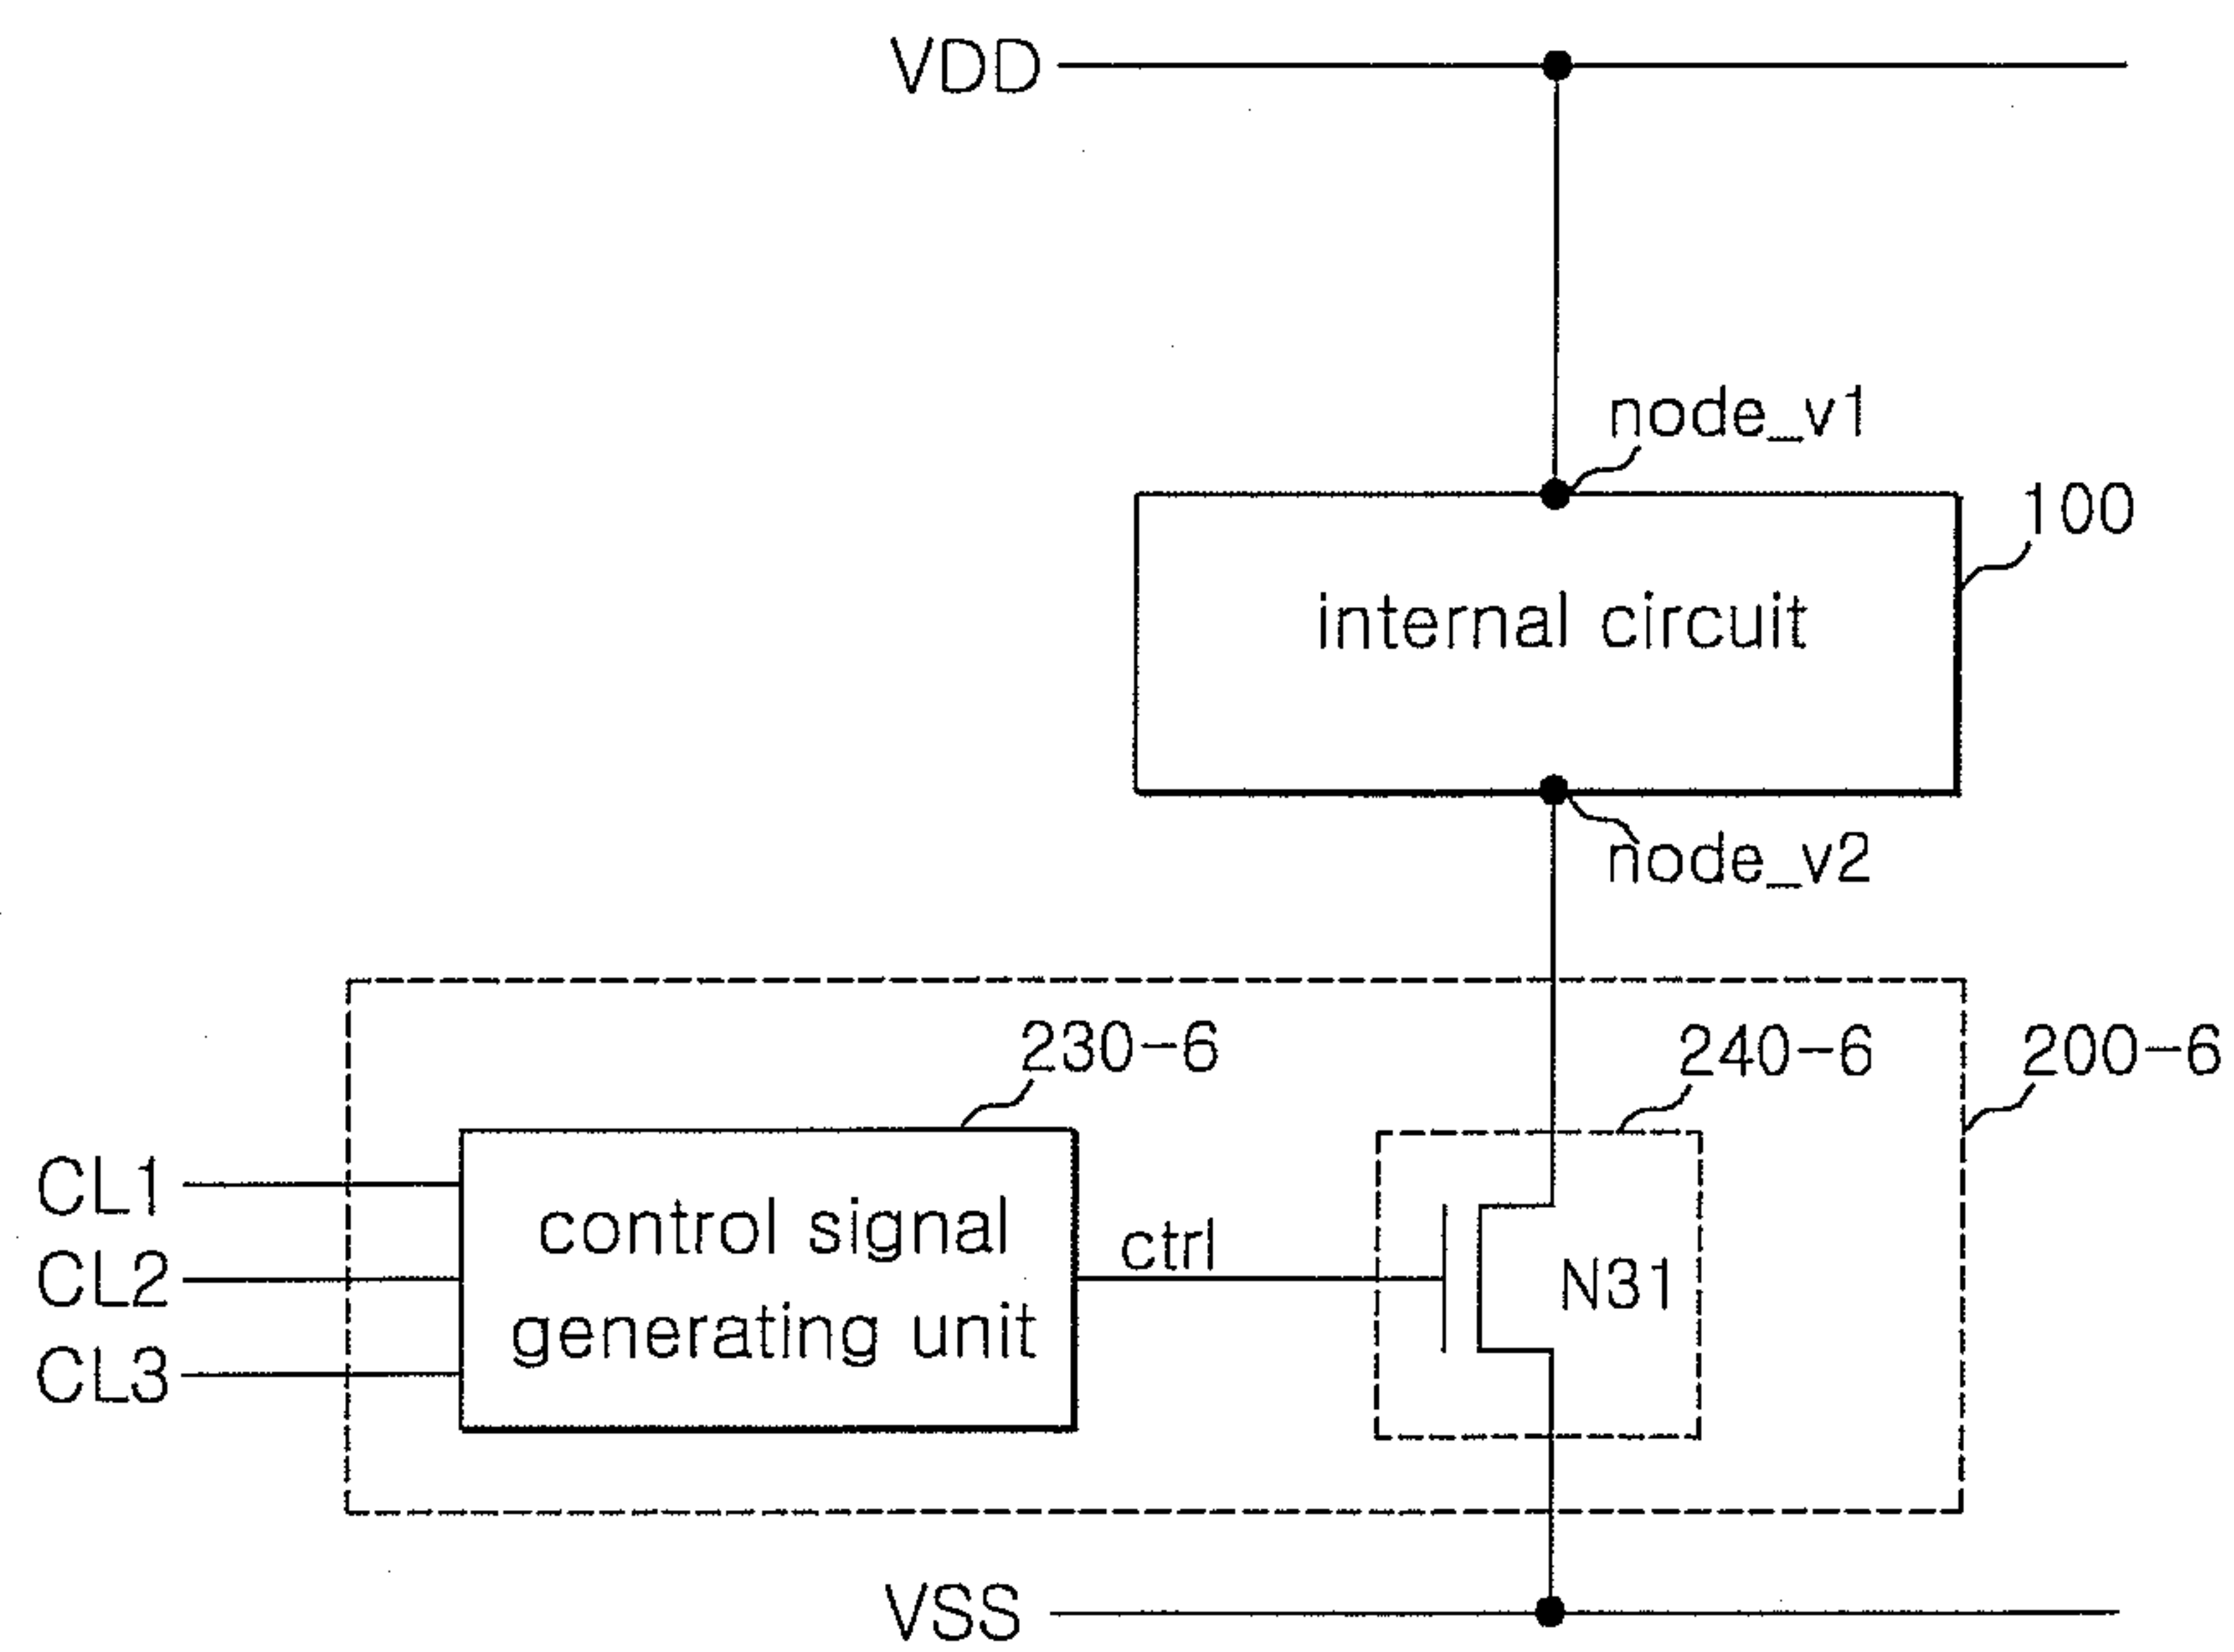 VDD
node_v1
100
internal circuit
node_v2
230-6
240-6
200-6
CL1
CL2
CL3
control signal
generating unit
ctrl
N31
VSS